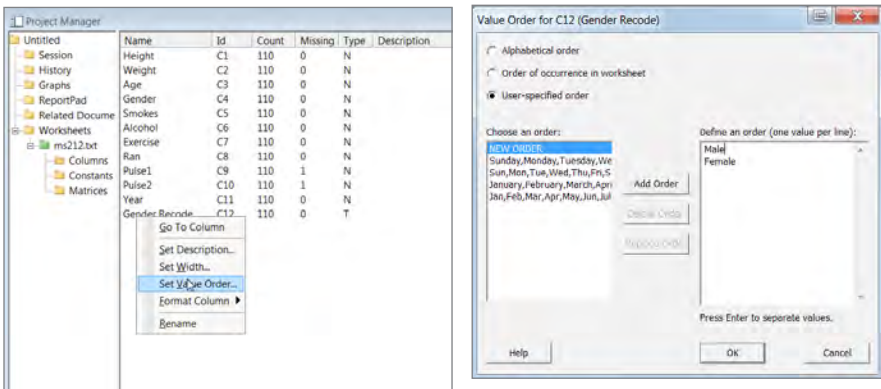 Project Manager
Untitled
Session
History
Graphs
ReportPad
Related Docume
Worksheets
ms212.txt
Columns
Constants
Matrices
Name Id Count Missing Type Description
Height C1 110 0 N
Weight C2 110 0 N
Age C3 110 0 N
Gender C4 110 0 N
Smokes C5 110 0 N
Alcohol C6 110 0 N
Exercise C7 110 0 N
Ran C8 110 0 N
Pulse1 C9 110 1 N
Pulse2 C10 110 1 N
Year C11 110 0 N
Gender Recode C12 110 0 T
Go To Column
Set Description...
Set Width...
Set Value Order...
Format Column
Rename
Value Order for C12 (Gender Recode)
Alphabetical order
Order of occurrence in worksheet
User-specified order
Choose an order:
NEW ORDER
Sunday,Monday,Tuesday,We
Sun,Mon,Tue,Wed,Thu,Fri,S
January,February,March,Apri
Jan,Feb,Mar,Apr,May,Jun,Jul
Add Order
Replace Order
Define an order (one value per line):
Male
Female
Press Enter to separate values.
Help
OK
Cancel